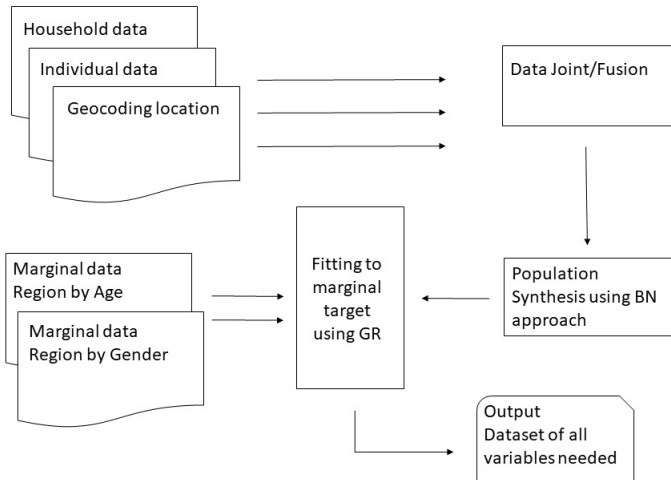 Household data
Individual data
Geocoding location
Data Joint/Fusion
Marginal data
Region by Age
Marginal data
Region by Gender
Fitting to
marginal
target
using GR
Population
Synthesis using BN
approach
Output
Dataset of all
variables needed